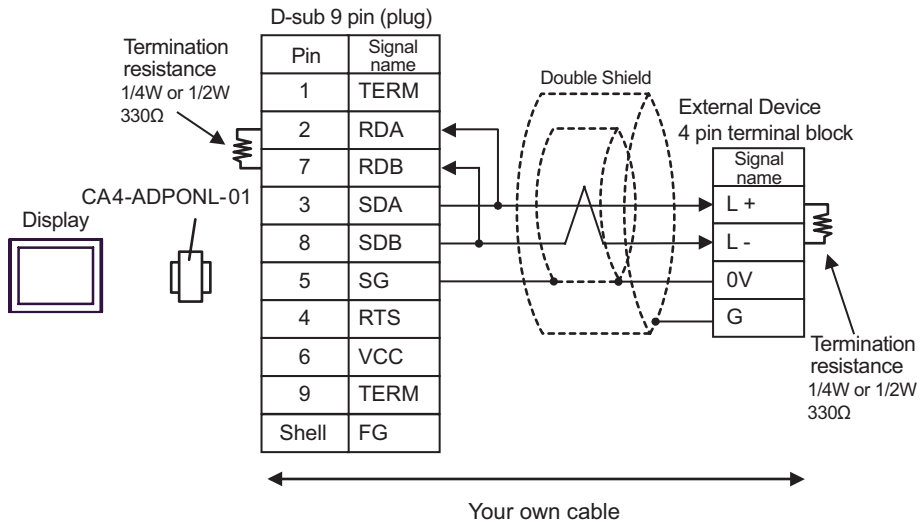 D-sub 9 pin (plug)
Termination
resistance
1/4W or 1/2W
330Ω
Pin
Signal
name
1
TERM
2
RDA
7
RDB
3
SDA
8
SDB
5
SG
4
RTS
6
VCC
9
TERM
Shell
FG
CA4-ADPONL-01
Display
Double Shield
External Device
4 pin terminal block
Signal
name
L +
L -
0V
G
Termination
resistance
1/4W or 1/2W
330Ω
Your own cable